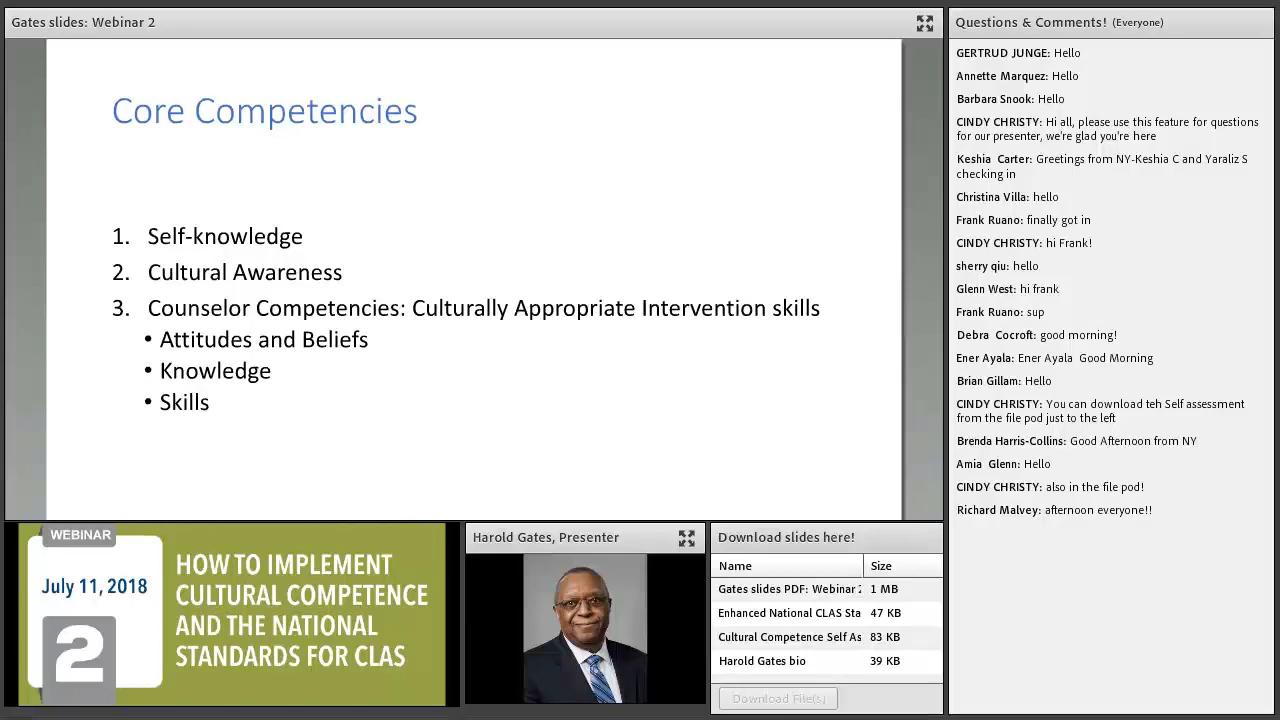 Gates slides: Webinar 2
Core Competencies
1. Self-knowledge
2. Cultural Awareness
3. Counselor Competencies: Culturally Appropriate Intervention skills
• Attitudes and Beliefs
• Knowledge
• Skills
WEBINAR
July 11, 2018
2
HOW TO IMPLEMENT
CULTURAL COMPETENCE
AND THE NATIONAL
STANDARDS FOR CLAS
Harold Gates, Presenter
Download slides here!
Name Size
Gates slides PDF: Webinar 2 1 MB
Enhanced National CLAS Sta 47 KB
Cultural Competence Self As 83 KB
Harold Gates bio 39 KB
Download File(s)
Questions & Comments! (Everyone)
GERTRUD JUNGE: Hello
Annette Marquez: Hello
Barbara Snook: Hello
CINDY CHRISTY: Hi all, please use this feature for questions
for our presenter, we're glad you're here
Keshia Carter: Greetings from NY-Keshia C and Yaraliz S
checking in
Christina Villa: hello
Frank Ruano: finally got in
CINDY CHRISTY: hi Frank!
sherry qiu: hello
Glenn West: hi frank
Frank Ruano: sup
Debra Cocroft: good morning!
Ener Ayala: Ener Ayala Good Morning
Brian Gillam: Hello
CINDY CHRISTY: You can download teh Self assessment
from the file pod just to the left
Brenda Harris-Collins: Good Afternoon from NY
Amia Glenn: Hello
CINDY CHRISTY: also in the file pod!
Richard Malvey: afternoon everyone!!